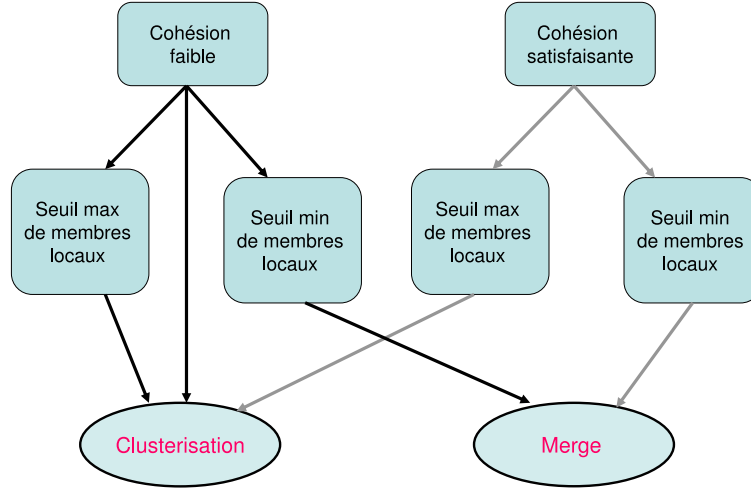 Cohésion
faible
Cohésion
satisfaisante
Seuil max
de membres
locaux
Seuil min
de membres
locaux
Seuil max
de membres
locaux
Seuil min
de membres
locaux
Clusterisation
Merge